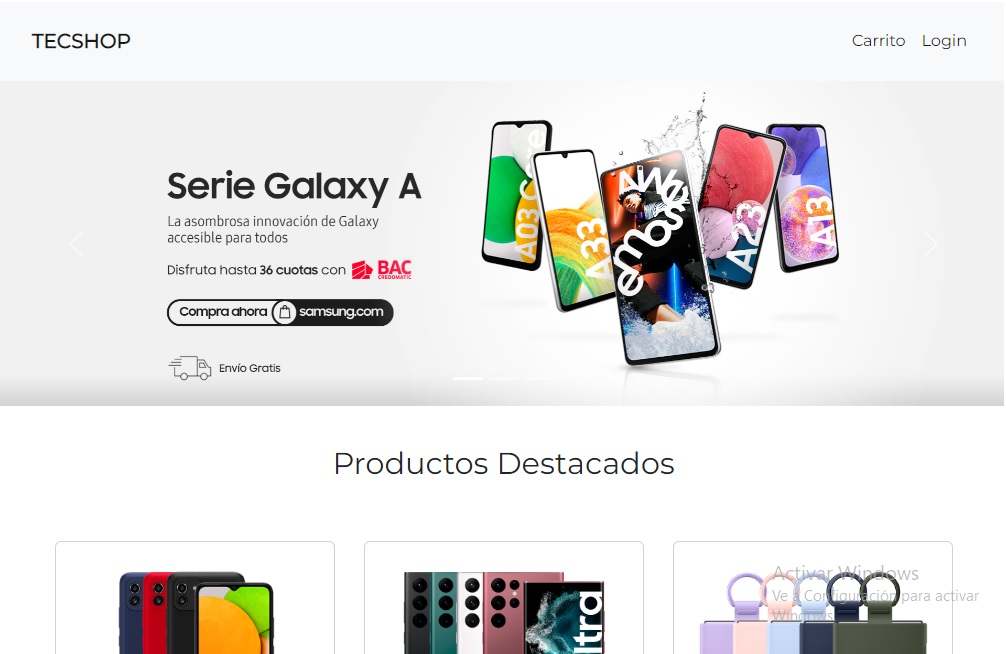 TECSHOP
Carrito
Login
Serie Galaxy A
La asombrosa innovación de Galaxy
accesible para todos
Disfruta hasta 36 cuotas con BAC
CREDOMATIC
Compra ahora samsung.com
Envío Gratis
A03 Core
A33
Awesome
A23
A13
Productos Destacados
ltra
Activar Windows
Ve a Configuración para activar
Windows.